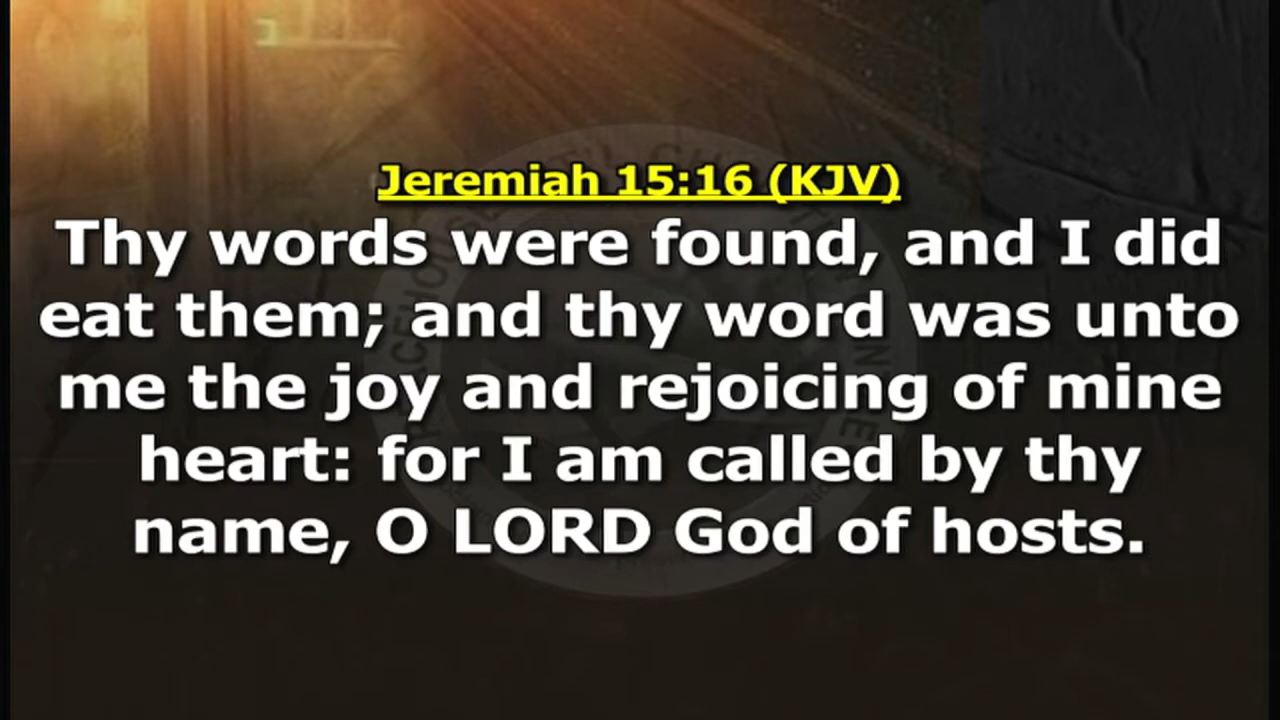 Jeremiah 15:16 (KJV)
Thy words were found, and I did
eat them; and thy word was unto
me the joy and rejoicing of mine
heart: for I am called by thy
name, O LORD God of hosts.